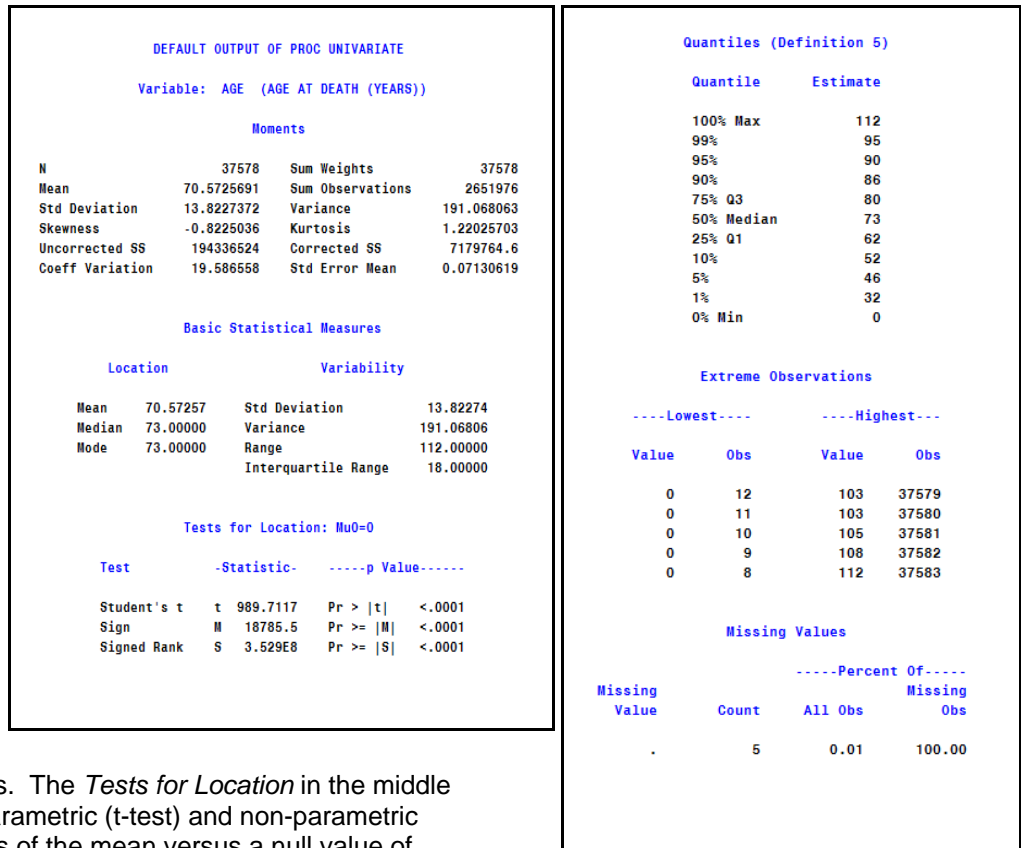 DEFAULT OUTPUT OF PROC UNIVARIATE
Variable: AGE (AGE AT DEATH (YEARS))
Moments
N 37578 Sum Weights 37578
Mean 70.5725691 Sum Observations 2651976
Std Deviation 13.8227372 Variance 191.068063
Skewness -0.8225036 Kurtosis 1.22025703
Uncorrected SS 194336524 Corrected SS 7179764.6
Coeff Variation 19.586558 Std Error Mean 0.07130619
Basic Statistical Measures
Location Variability
Mean 70.57257 Std Deviation 13.82274
Median 73.00000 Variance 191.06806
Mode 73.00000 Range 112.00000
Interquartile Range 18.00000
Tests for Location: Mu0=0
Test -Statistic- -----p Value------
Student's t t 989.7117 Pr > |t| <.0001
Sign M 18785.5 Pr >= |M| <.0001
Signed Rank S 3.529E8 Pr >= |S| <.0001
s. The Tests for Location in the middle
arametric (t-test) and non-parametric
s of the mean versus a null value of
Quantiles (Definition 5)
Quantile Estimate
100% Max 112
99% 95
95% 90
90% 86
75% Q3 80
50% Median 73
25% Q1 62
10% 52
5% 46
1% 32
0% Min 0
Extreme Observations
----Lowest---- ----Highest---
Value Obs Value Obs
0 12 103 37579
0 11 103 37580
0 10 105 37581
0 9 108 37582
0 8 112 37583
Missing Values
-----Percent Of-----
Missing Missing
Value Count All Obs Obs
. 5 0.01 100.00